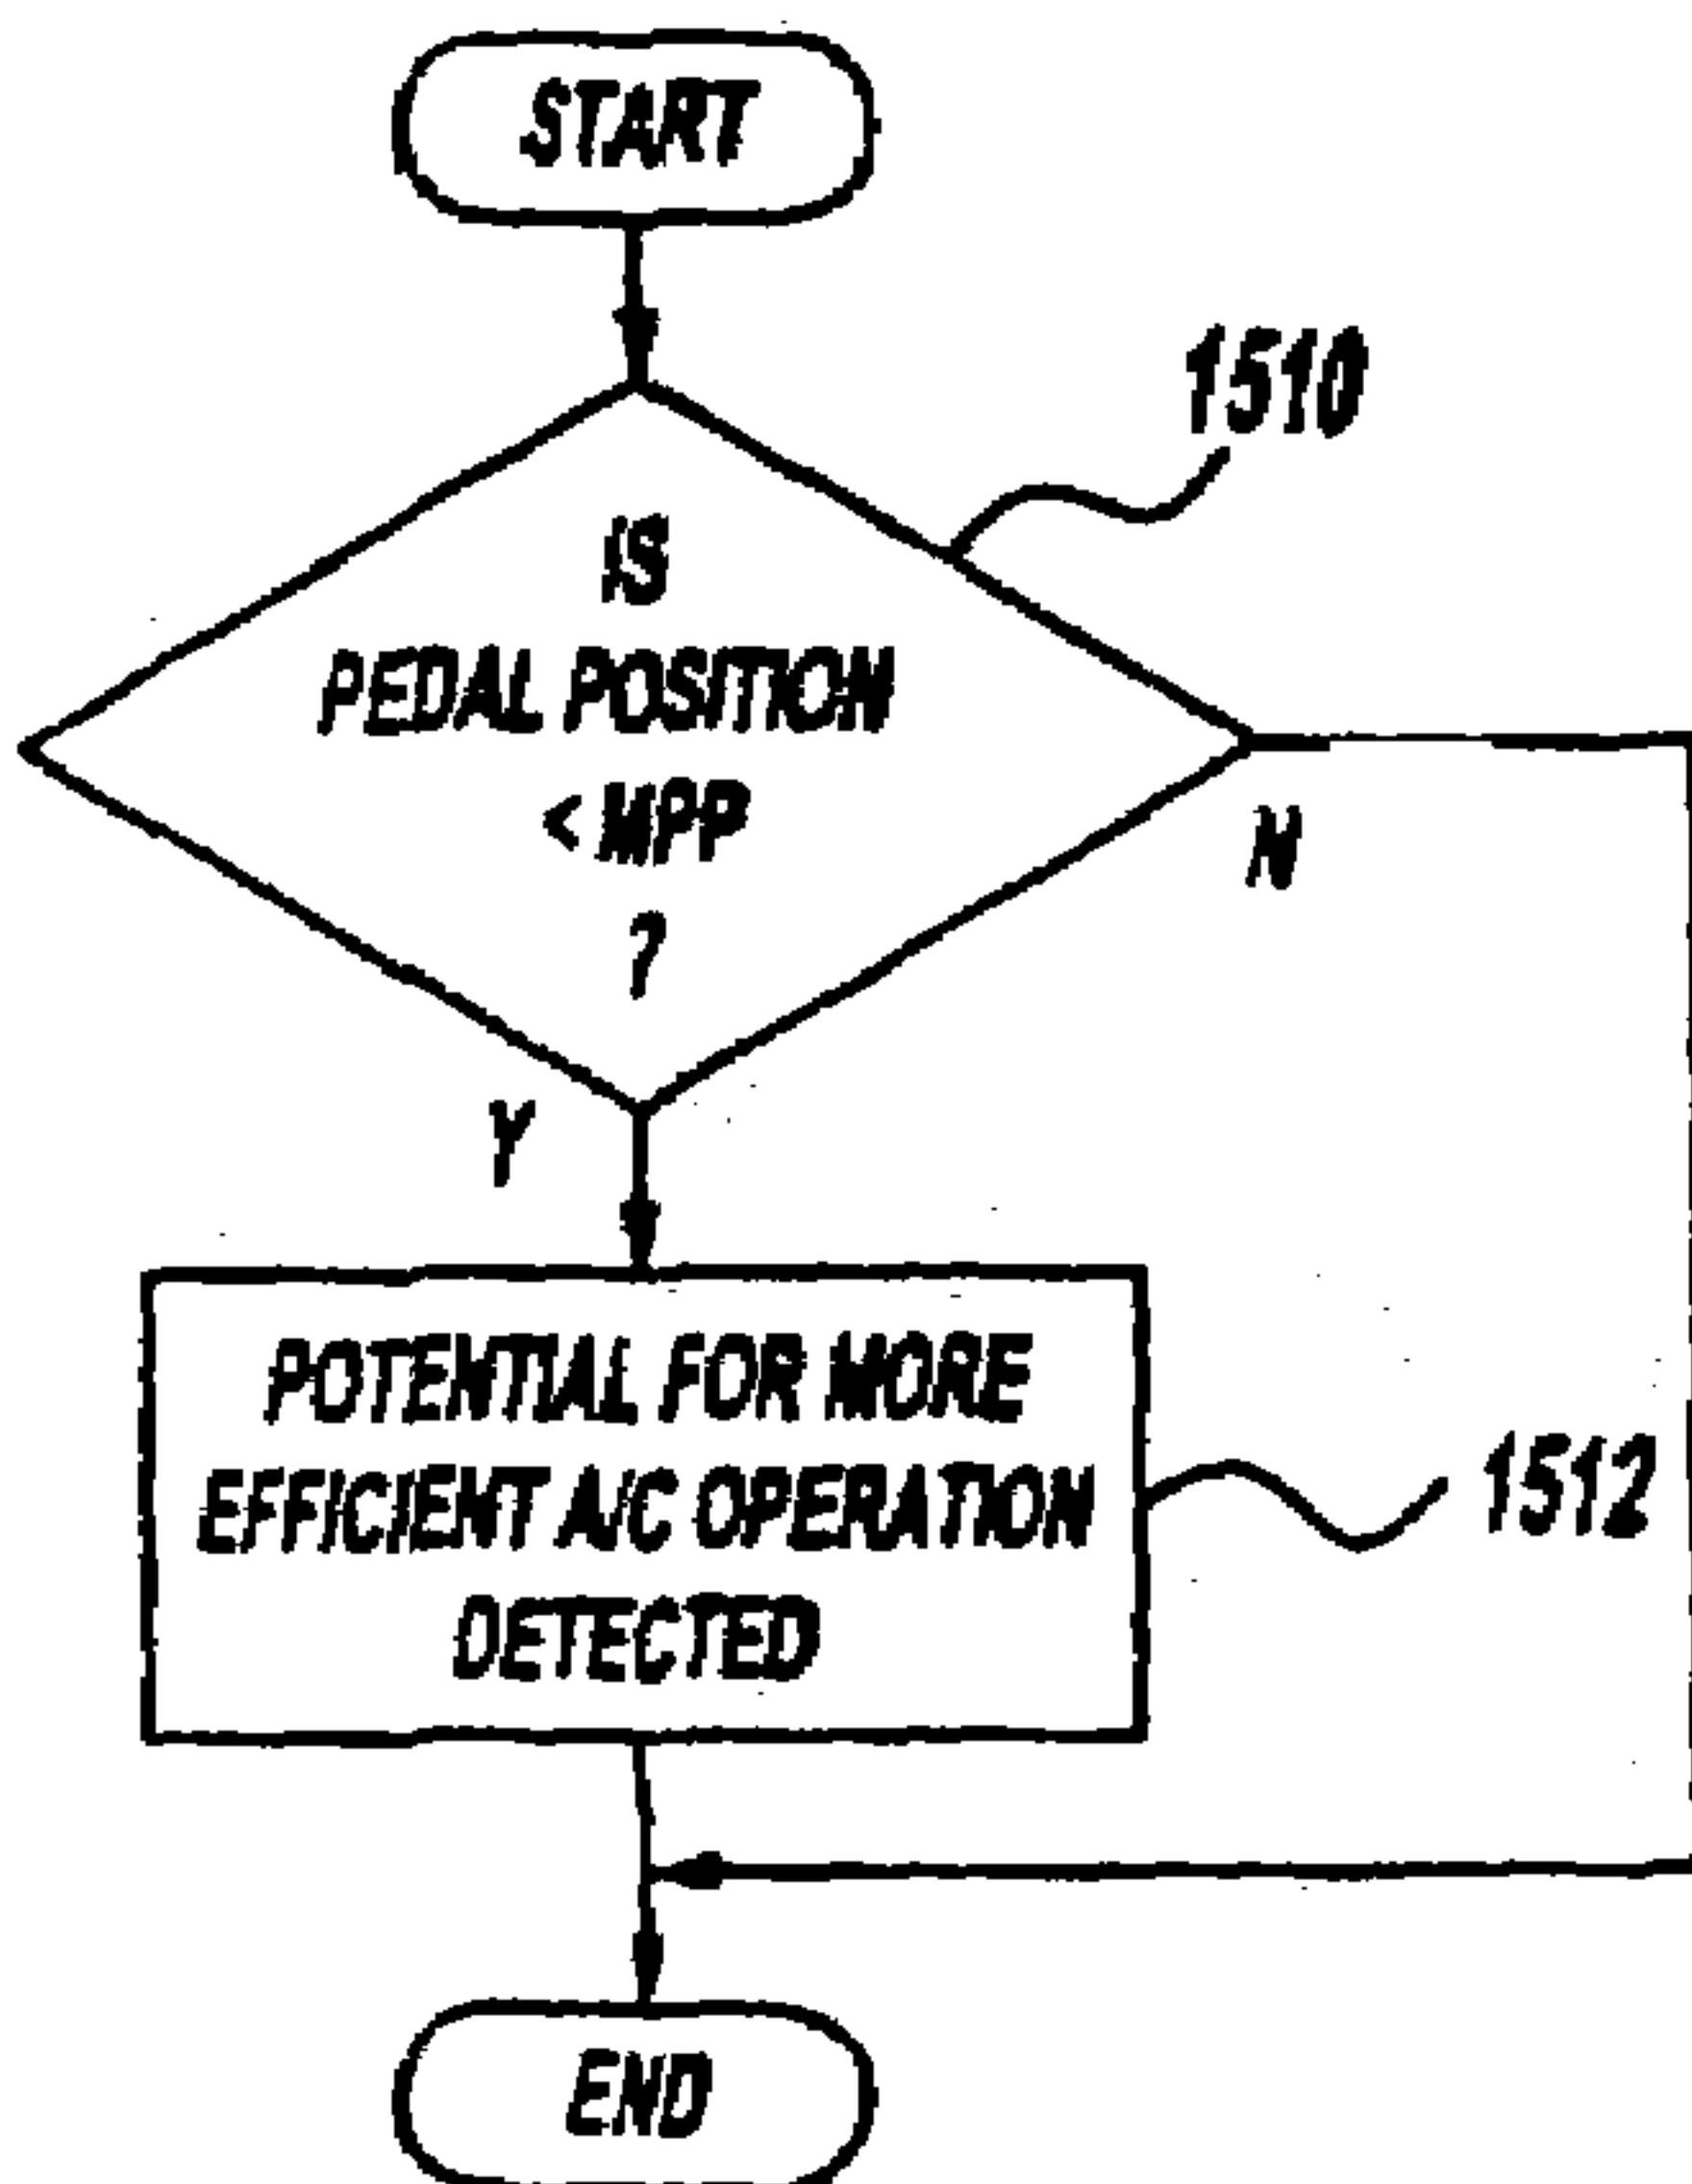 START
1510
IS
PEDAL POSITION
< MPP
?
N
Y
POTENTIAL FOR MORE
EFFICIENT A/C OPERATION
DETECTED
1512
END